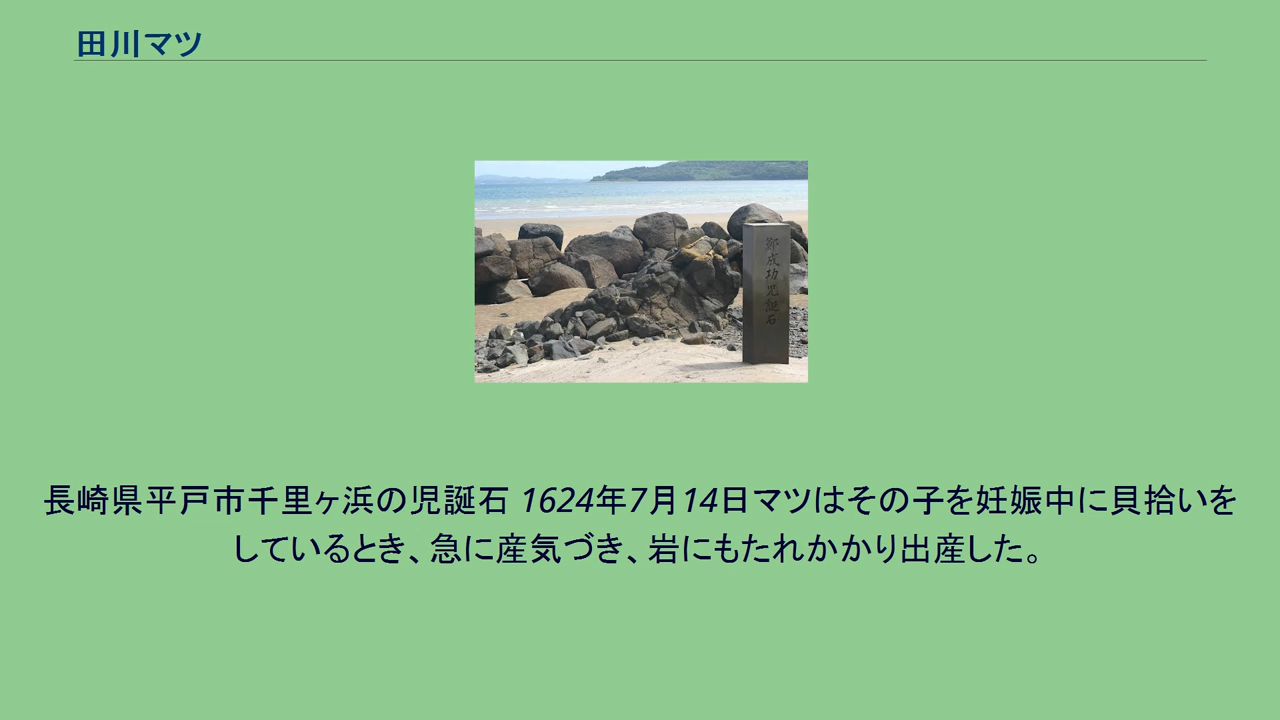 田川マツ
鄭成功児誕石
長崎県平戸市千里ヶ浜の児誕石 1624年7月14日マツはその子を妊娠中に貝拾いを
しているとき、急に産気づき、岩にもたれかかり出産した。